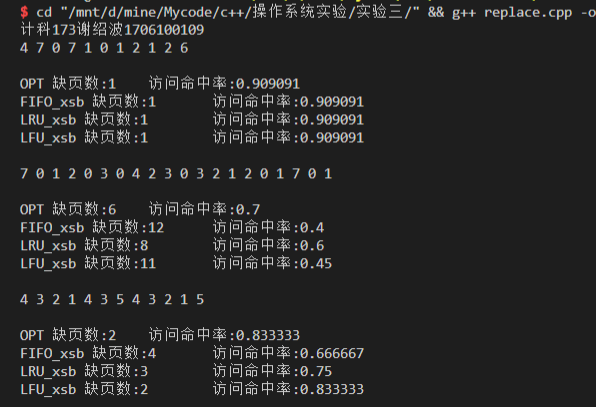 $ cd "/mnt/d/mine/Mycode/c++/操作系统实验/实验三/" && g++ replace.cpp -o
计科173谢绍波1706100109
4 7 0 7 1 0 1 2 1 2 6
OPT 缺页数:1 访问命中率:0.909091
FIFO_xsb 缺页数:1 访问命中率:0.909091
LRU_xsb 缺页数:1 访问命中率:0.909091
LFU_xsb 缺页数:1 访问命中率:0.909091
7 0 1 2 0 3 0 4 2 3 0 3 2 1 2 0 1 7 0 1
OPT 缺页数:6 访问命中率:0.7
FIFO_xsb 缺页数:12 访问命中率:0.4
LRU_xsb 缺页数:8 访问命中率:0.6
LFU_xsb 缺页数:11 访问命中率:0.45
4 3 2 1 4 3 5 4 3 2 1 5
OPT 缺页数:2 访问命中率:0.833333
FIFO_xsb 缺页数:4 访问命中率:0.666667
LRU_xsb 缺页数:3 访问命中率:0.75
LFU_xsb 缺页数:2 访问命中率:0.833333